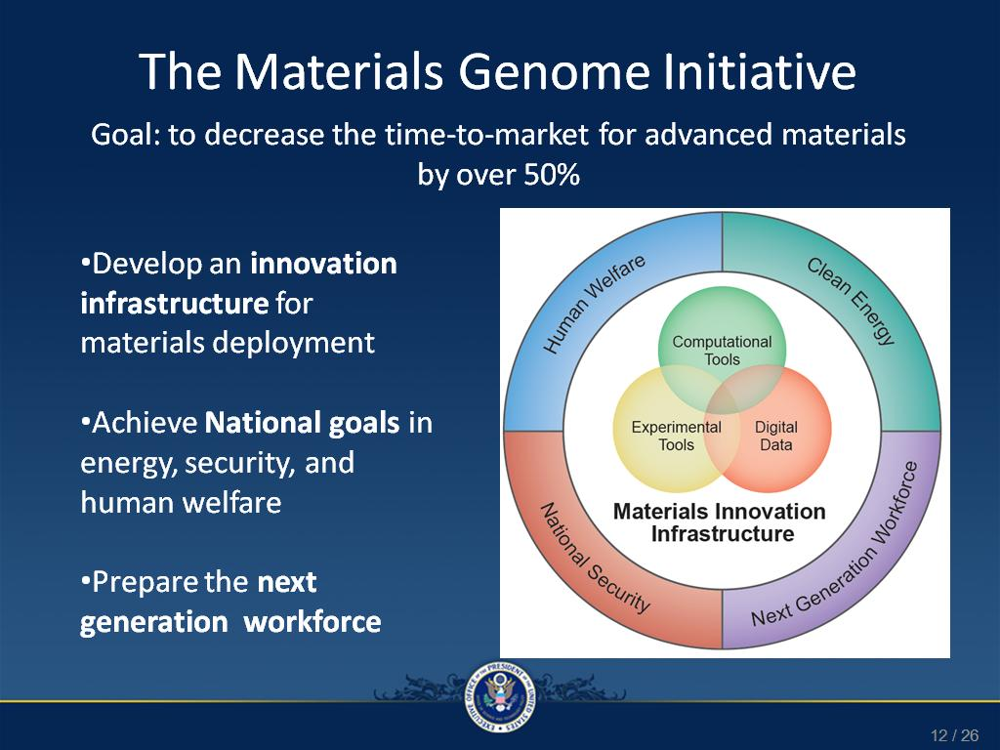 The Materials Genome Initiative
Goal: to decrease the time-to-market for advanced materials
by over 50%
•Develop an innovation
infrastructure for
materials deployment
•Achieve National goals in
energy, security, and
human welfare
•Prepare the next
generation workforce
Human Welfare
Clean Energy
Computational
Tools
Experimental
Tools
Digital
Data
Materials Innovation
Infrastructure
National Security
Next Generation Workforce
EXECUTIVE OFFICE OF THE PRESIDENT OF THE UNITED STATES
12 / 26